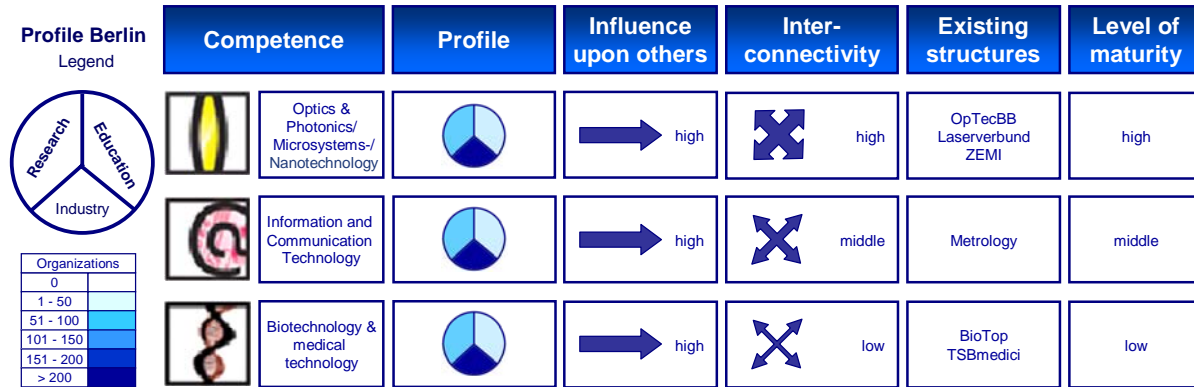 Profile Berlin
Legend
Research
Education
Industry
Organizations
0
1 - 50
51 - 100
101 - 150
151 - 200
> 200
Competence
Profile
Influence
upon others
Inter-
connectivity
Existing
structures
Level of
maturity
Optics &
Photonics/
Microsystems-/
Nanotechnology
high
high
OpTecBB
Laserverbund
ZEMI
high
Information and
Communication
Technology
high
middle
Metrology
middle
Biotechnology &
medical
technology
high
low
BioTop
TSBmedici
low